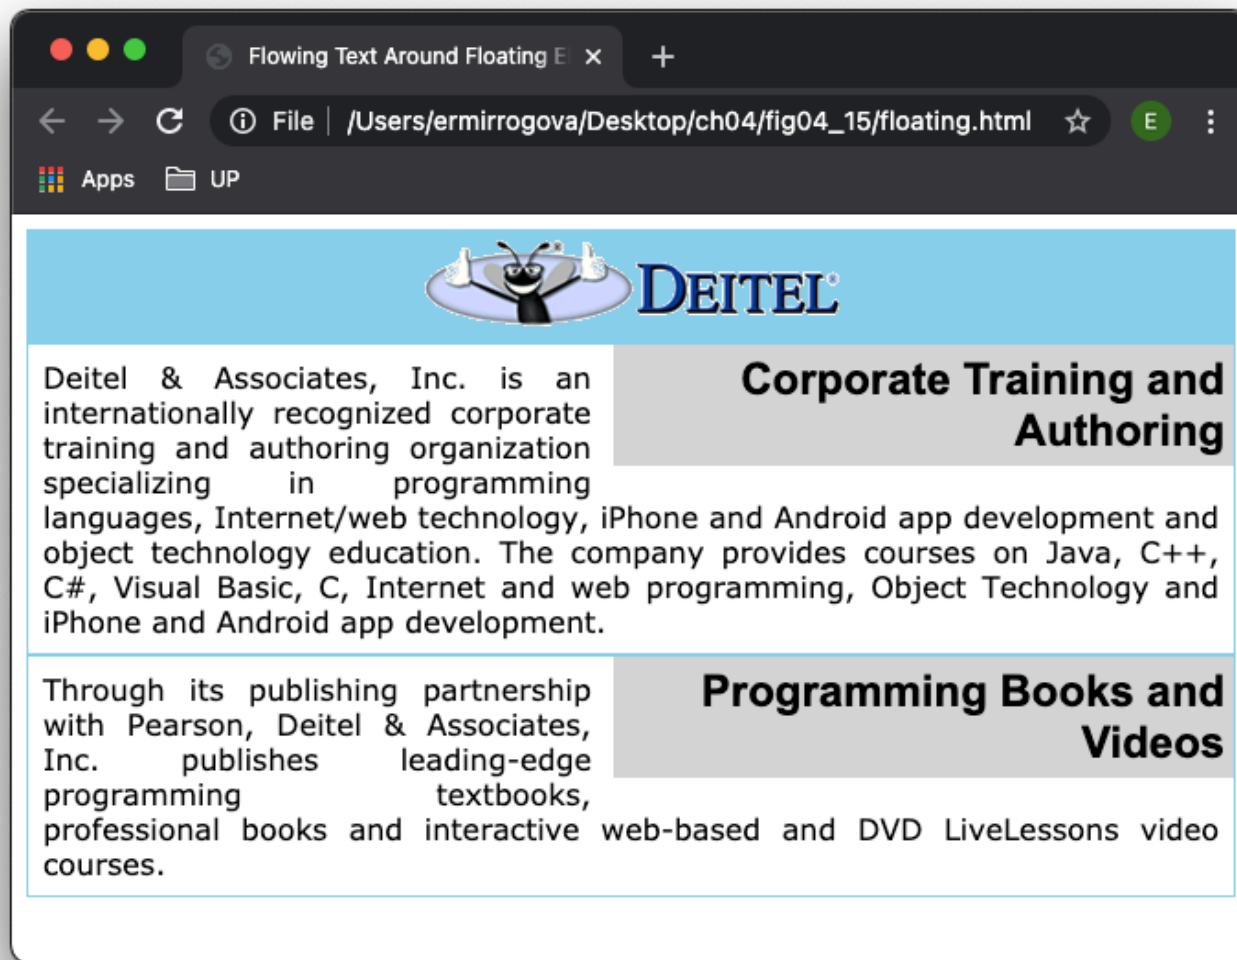 Flowing Text Around Floating El
File /Users/ermirrogova/Desktop/ch04/fig04_15/floating.html E
Apps UP
DEITEL®
Corporate Training and
Authoring
Deitel & Associates, Inc. is an
internationally recognized corporate
training and authoring organization
specializing in programming
languages, Internet/web technology, iPhone and Android app development and
object technology education. The company provides courses on Java, C++,
C#, Visual Basic, C, Internet and web programming, Object Technology and
iPhone and Android app development.
Programming Books and
Videos
Through its publishing partnership
with Pearson, Deitel & Associates,
Inc. publishes leading-edge
programming textbooks,
professional books and interactive web-based and DVD LiveLessons video
courses.